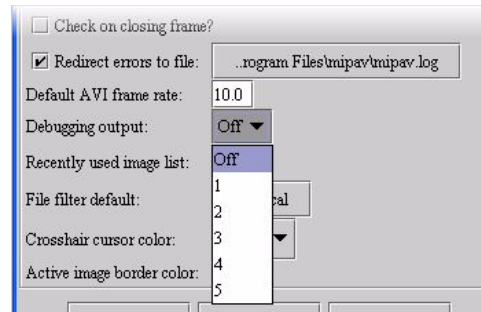 Check on closing frame?
Redirect errors to file: ..rogram Files\mipav\mipav.log
Default AVI frame rate: 10.0
Debugging output: Off
Recently used image list: Off
1
File filter default: 2
Crosshair cursor color: 3
4
Active image border color:
5